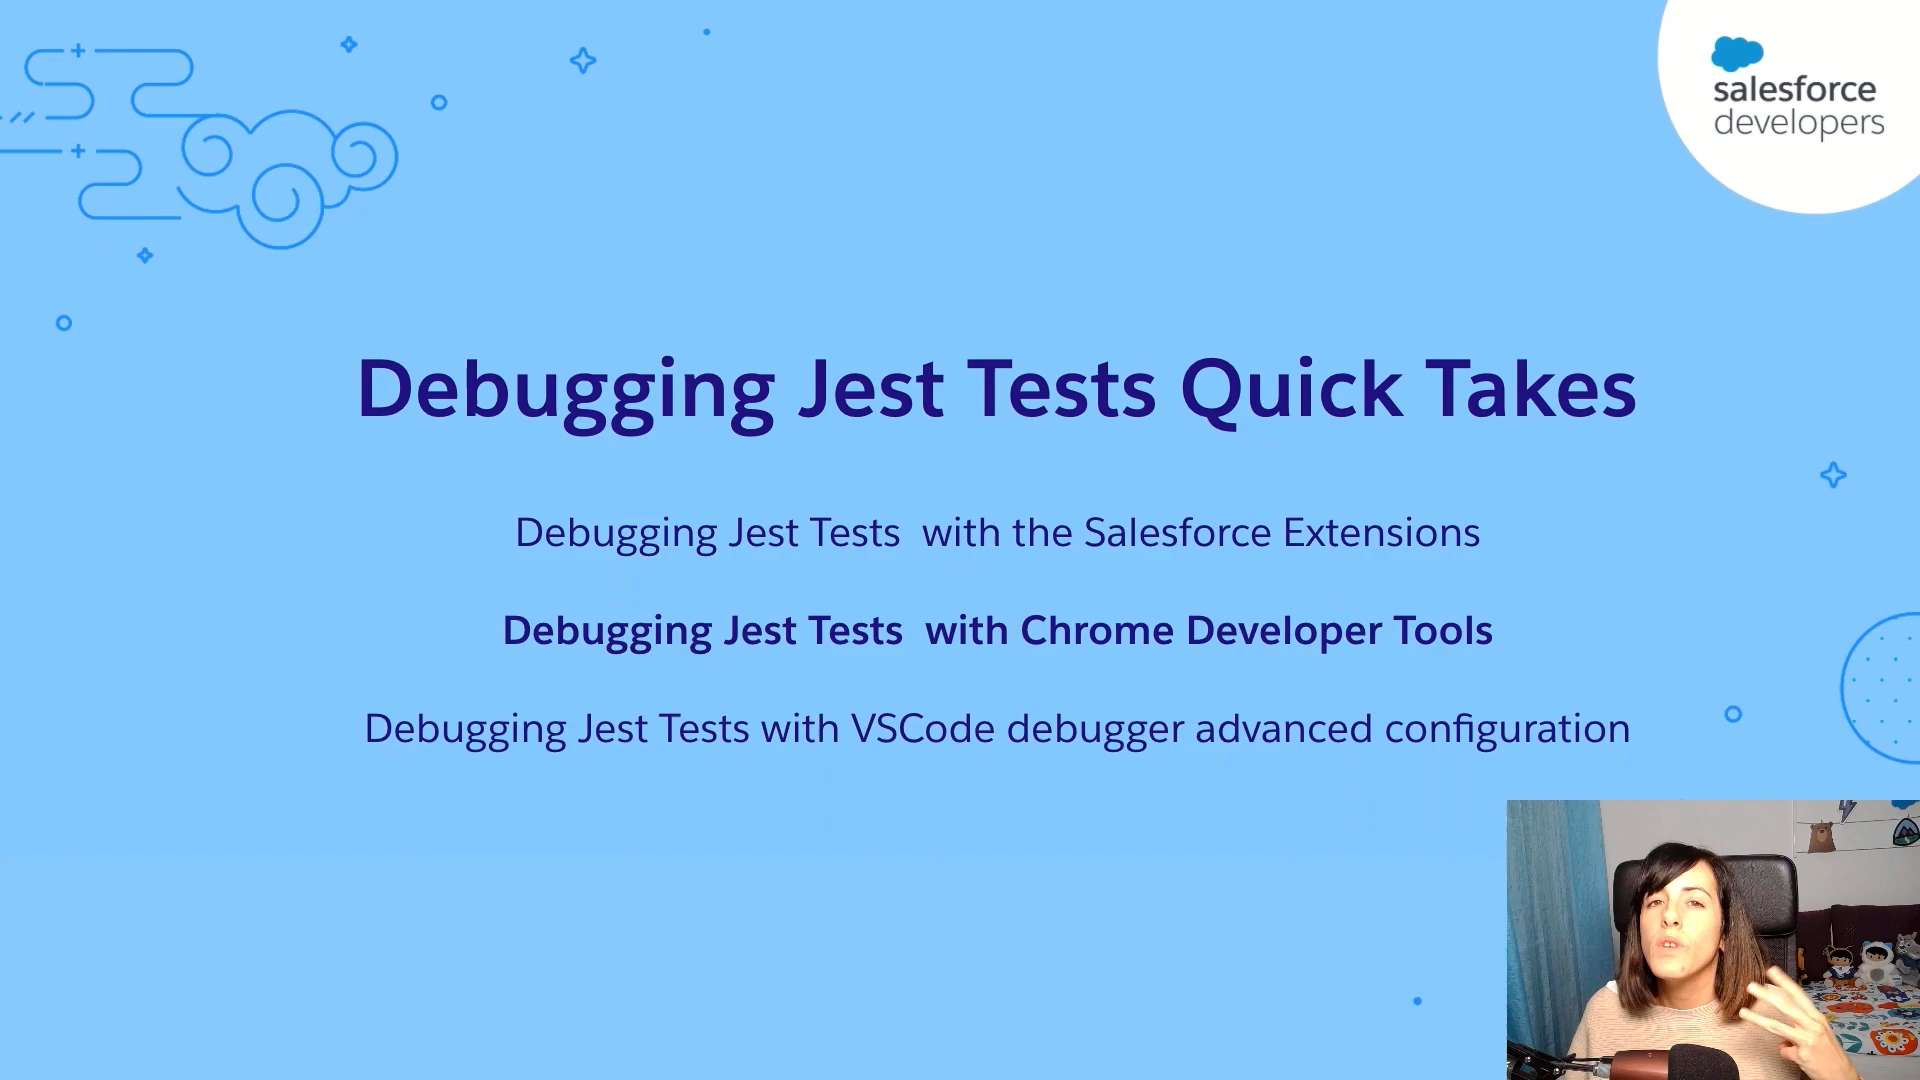 salesforce
developers
Debugging Jest Tests Quick Takes
Debugging Jest Tests  with the Salesforce Extensions
Debugging Jest Tests  with Chrome Developer Tools
Debugging Jest Tests with VSCode debugger advanced configuration